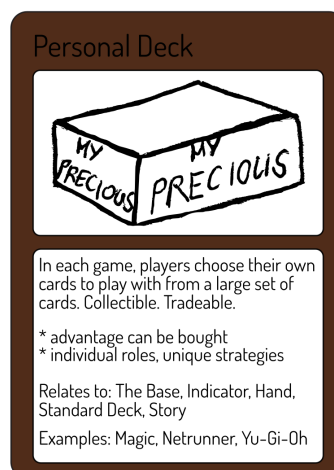 Personal Deck
MY
PRECIOUS
MY
PRECIOUS
In each game, players choose their own
cards to play with from a large set of
cards. Collectible. Tradeable.
* advantage can be bought
* individual roles, unique strategies
Relates to: The Base, Indicator, Hand,
Standard Deck, Story
Examples: Magic, Netrunner, Yu-Gi-Oh